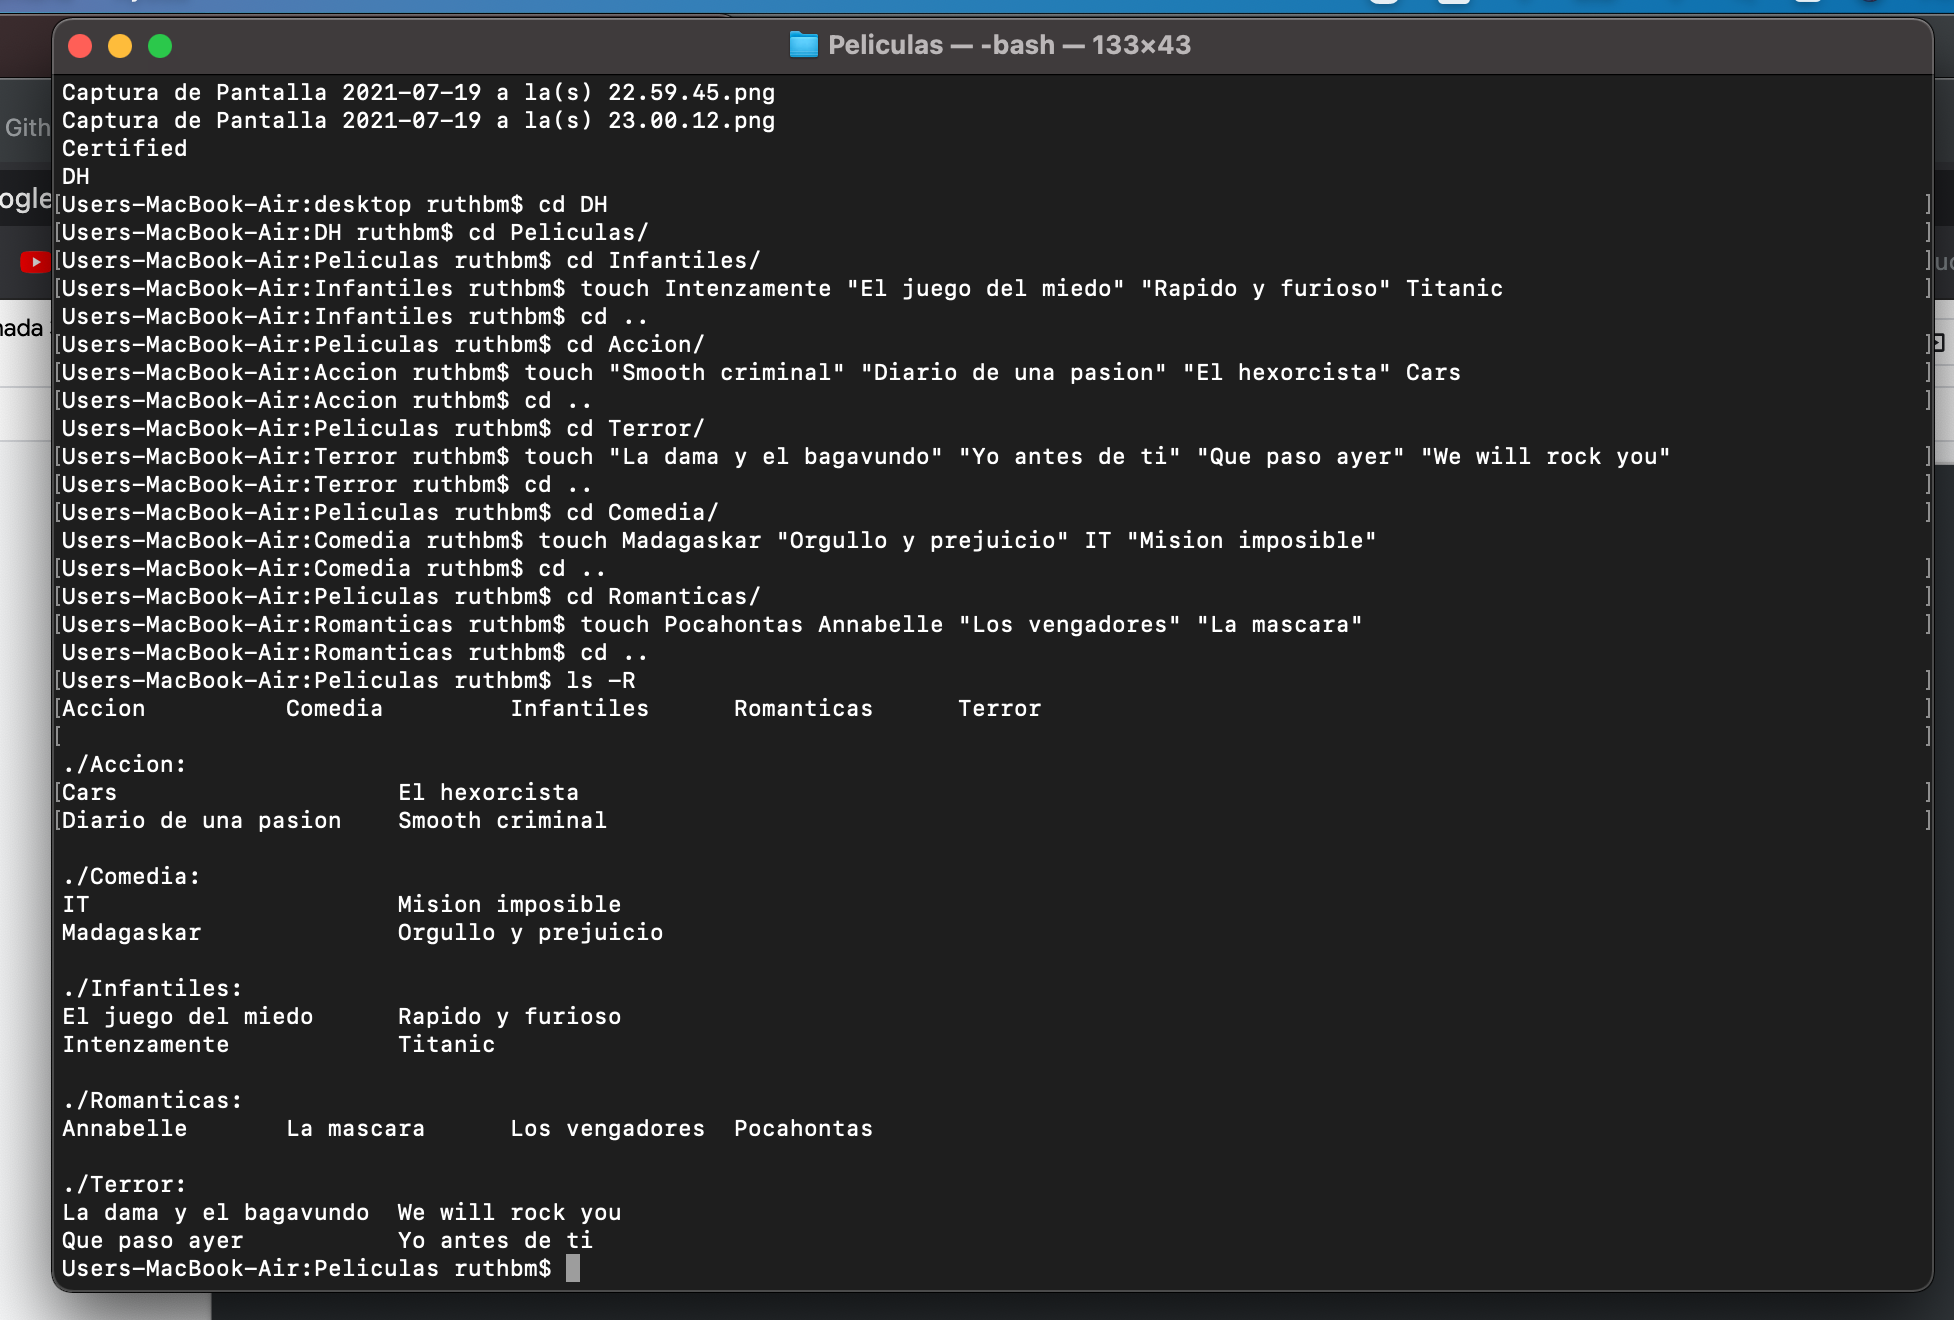 Peliculas — -bash — 133×43
Captura de Pantalla 2021-07-19 a la(s) 22.59.45.png
Captura de Pantalla 2021-07-19 a la(s) 23.00.12.png
Certified
DH
[Users-MacBook-Air:desktop ruthbm$ cd DH ]
[Users-MacBook-Air:DH ruthbm$ cd Peliculas/ ]
[Users-MacBook-Air:Peliculas ruthbm$ cd Infantiles/ ]
[Users-MacBook-Air:Infantiles ruthbm$ touch Intenzamente "El juego del miedo" "Rapido y furioso" Titanic ]
Users-MacBook-Air:Infantiles ruthbm$ cd ..
[Users-MacBook-Air:Peliculas ruthbm$ cd Accion/ ]
[Users-MacBook-Air:Accion ruthbm$ touch "Smooth criminal" "Diario de una pasion" "El hexorcista" Cars ]
[Users-MacBook-Air:Accion ruthbm$ cd .. ]
Users-MacBook-Air:Peliculas ruthbm$ cd Terror/
[Users-MacBook-Air:Terror ruthbm$ touch "La dama y el bagavundo" "Yo antes de ti" "Que paso ayer" "We will rock you" ]
[Users-MacBook-Air:Terror ruthbm$ cd .. ]
[Users-MacBook-Air:Peliculas ruthbm$ cd Comedia/ ]
Users-MacBook-Air:Comedia ruthbm$ touch Madagaskar "Orgullo y prejuicio" IT "Mision imposible"
[Users-MacBook-Air:Comedia ruthbm$ cd .. ]
[Users-MacBook-Air:Peliculas ruthbm$ cd Romanticas/ ]
[Users-MacBook-Air:Romanticas ruthbm$ touch Pocahontas Annabelle "Los vengadores" "La mascara" ]
Users-MacBook-Air:Romanticas ruthbm$ cd ..
[Users-MacBook-Air:Peliculas ruthbm$ ls -R ]
[Accion Comedia Infantiles Romanticas Terror ]
[ ]
./Accion:
[Cars El hexorcista ]
[Diario de una pasion Smooth criminal ]
./Comedia:
IT Mision imposible
Madagaskar Orgullo y prejuicio
./Infantiles:
El juego del miedo Rapido y furioso
Intenzamente Titanic
./Romanticas:
Annabelle La mascara Los vengadores Pocahontas
./Terror:
La dama y el bagavundo We will rock you
Que paso ayer Yo antes de ti
Users-MacBook-Air:Peliculas ruthbm$